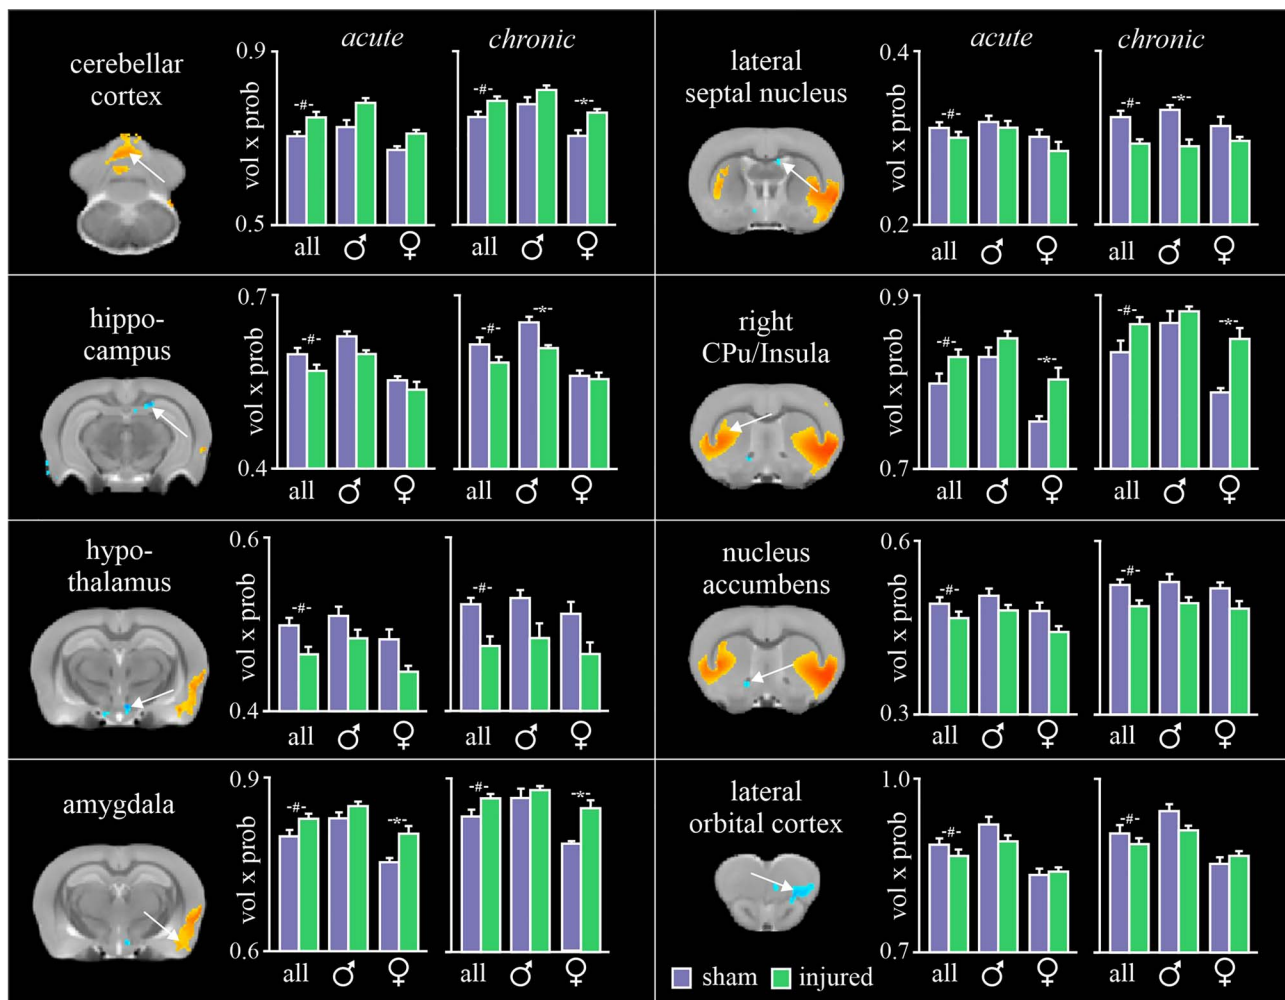 cerebellar
cortex
acute
chronic
0.9
vol x prob
0.5
-#-
-#-
-*-
all ♂ ♀
lateral
septal nucleus
acute
chronic
0.4
vol x prob
0.2
-#-
-#-
-*-
all ♂ ♀
all ♂ ♀
hippo-
campus
0.7
vol x prob
0.4
-#-
-#-
-*-
all ♂ ♀
all ♂ ♀
right
CPu/Insula
0.9
vol x prob
0.7
-#-
-*-
-#-
-*-
all ♂ ♀
all ♂ ♀
hypo-
thalamus
0.6
vol x prob
0.4
-#-
-#-
all ♂ ♀
all ♂ ♀
nucleus
accumbens
0.6
vol x prob
0.3
-#-
-#-
all ♂ ♀
all ♂ ♀
amygdala
0.9
vol x prob
0.6
-#-
-*-
-#-
-*-
all ♂ ♀
all ♂ ♀
lateral
orbital cortex
1.0
vol x prob
0.7
-#-
-#-
all ♂ ♀
all ♂ ♀
sham injured